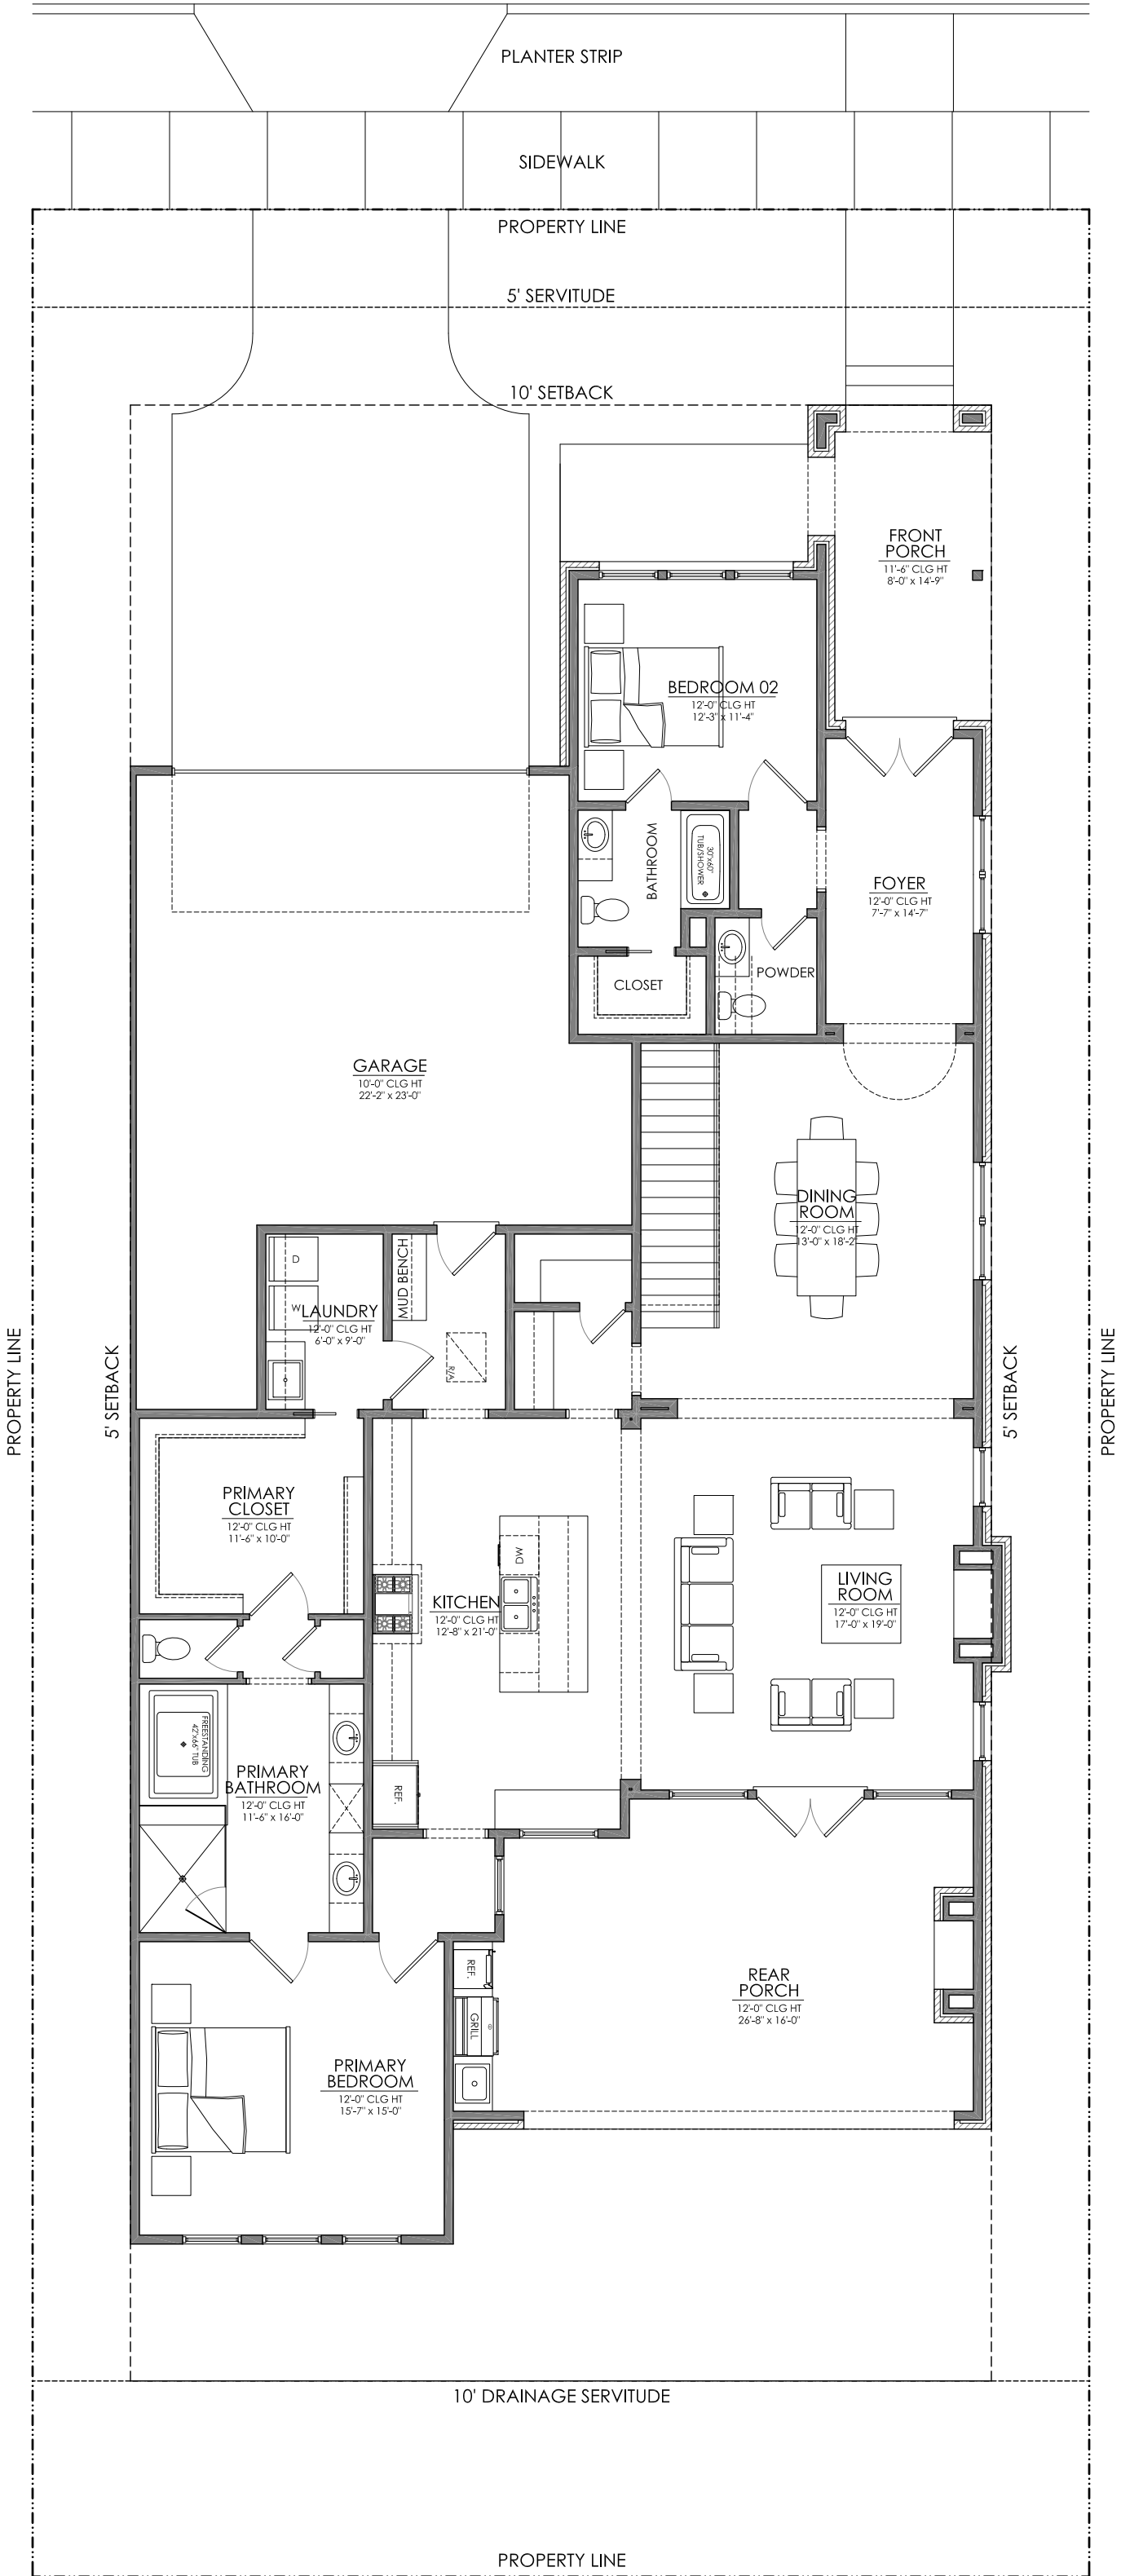 PLANTER STRIP
SIDEWALK
PROPERTY LINE
5' SERVITUDE
10' SETBACK
FRONT
PORCH
11'-6" CLG HT
8'-0" x 14'-9"
BEDROOM 02
12'-0" CLG HT
12'-3" x 11'-4"
BATHROOM
30"x60"
TUB/SHOWER
FOYER
12'-0" CLG HT
7'-7" x 14'-7"
POWDER
CLOSET
GARAGE
10'-0" CLG HT
22'-2" x 23'-0"
DINING
ROOM
12'-0" CLG HT
13'-0" x 18'-2"
D
W
LAUNDRY
12'-0" CLG HT
6'-0" x 9'-0"
MUD BENCH
R/A
PROPERTY LINE
5' SETBACK
5' SETBACK
PROPERTY LINE
PRIMARY
CLOSET
12'-0" CLG HT
11'-6" x 10'-0"
DW
KITCHEN
12'-0" CLG HT
12'-8" x 21'-0"
LIVING
ROOM
12'-0" CLG HT
17'-0" x 19'-0"
FREESTANDING
42"x66" TUB
PRIMARY
BATHROOM
12'-0" CLG HT
11'-6" x 16'-0"
REF.
REF.
GRILL
REAR
PORCH
12'-0" CLG HT
26'-8" x 16'-0"
PRIMARY
BEDROOM
12'-0" CLG HT
15'-7" x 15'-0"
10' DRAINAGE SERVITUDE
PROPERTY LINE